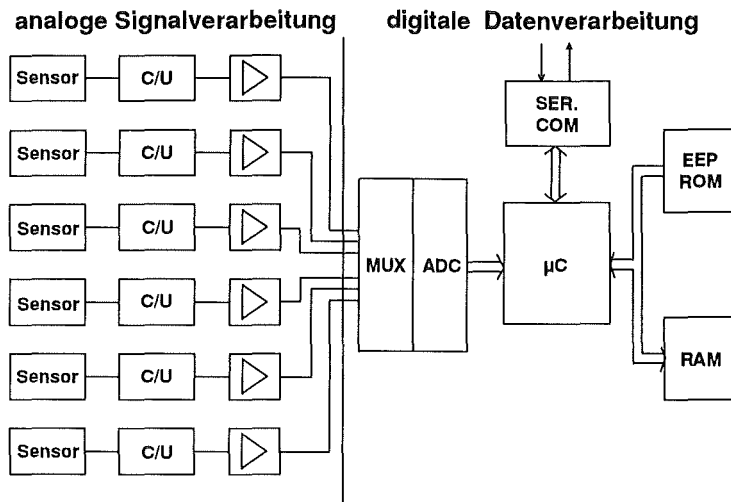 analoge Signalverarbeitung
digitale Datenverarbeitung
Sensor C/U
Sensor C/U
Sensor C/U
Sensor C/U
Sensor C/U
Sensor C/U
MUX ADC
µC
SER.
COM
EEP
ROM
RAM